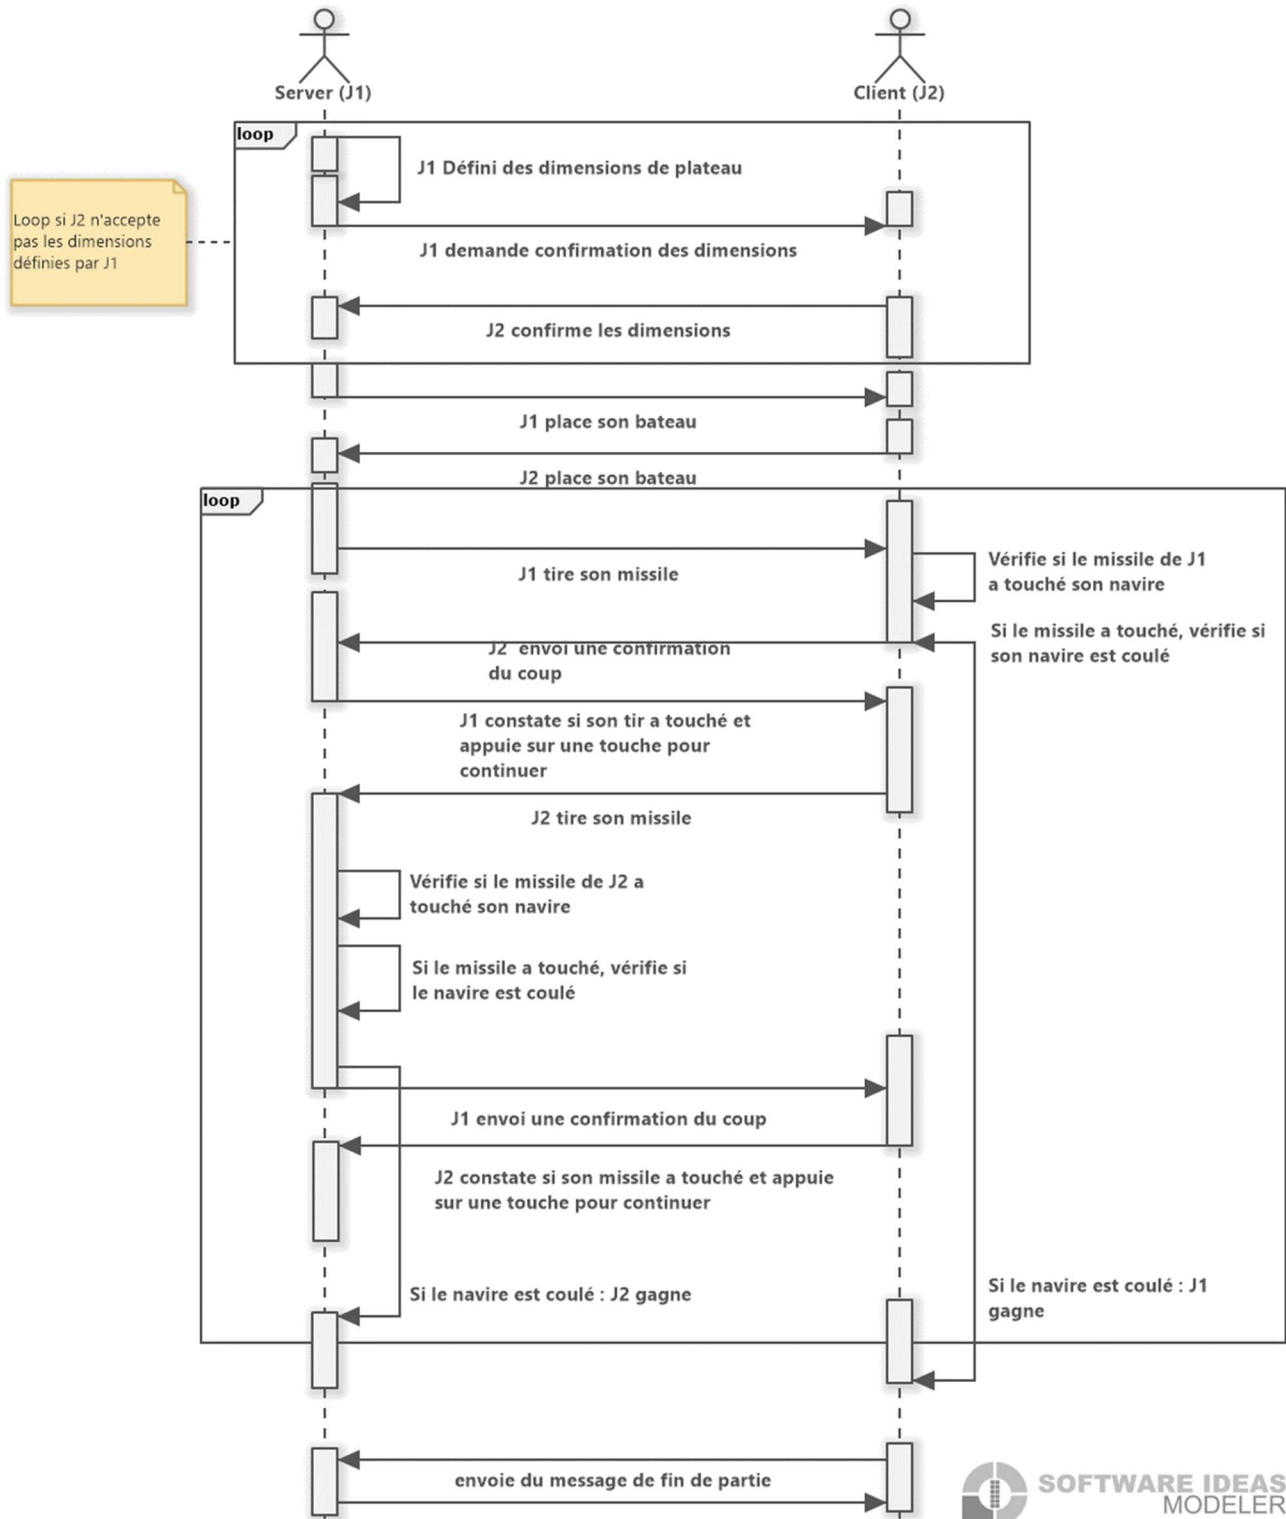 Server (J1)
Client (J2)
loop
J1 Défini des dimensions de plateau
Loop si J2 n'accepte
pas les dimensions
définies par J1
J1 demande confirmation des dimensions
J2 confirme les dimensions
J1 place son bateau
J2 place son bateau
loop
J1 tire son missile
Vérifie si le missile de J1
a touché son navire
Si le missile a touché, vérifie si
son navire est coulé
J2 envoi une confirmation
du coup
J1 constate si son tir a touché et
appuie sur une touche pour
continuer
J2 tire son missile
Vérifie si le missile de J2 a
touché son navire
Si le missile a touché, vérifie si
le navire est coulé
J1 envoi une confirmation du coup
J2 constate si son missile a touché et appuie
sur une touche pour continuer
Si le navire est coulé : J2 gagne
Si le navire est coulé : J1
gagne
envoie du message de fin de partie
SOFTWARE IDEAS
MODELER